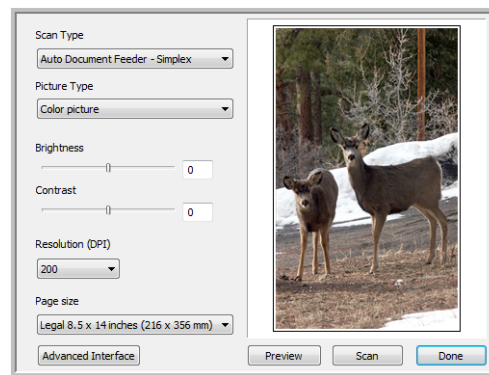 Scan Type
Auto Document Feeder - Simplex
Picture Type
Color picture
Brightness
0
Contrast
0
Resolution (DPI)
200
Page size
Legal 8.5 x 14 inches (216 x 356 mm)
Advanced Interface
Preview
Scan
Done